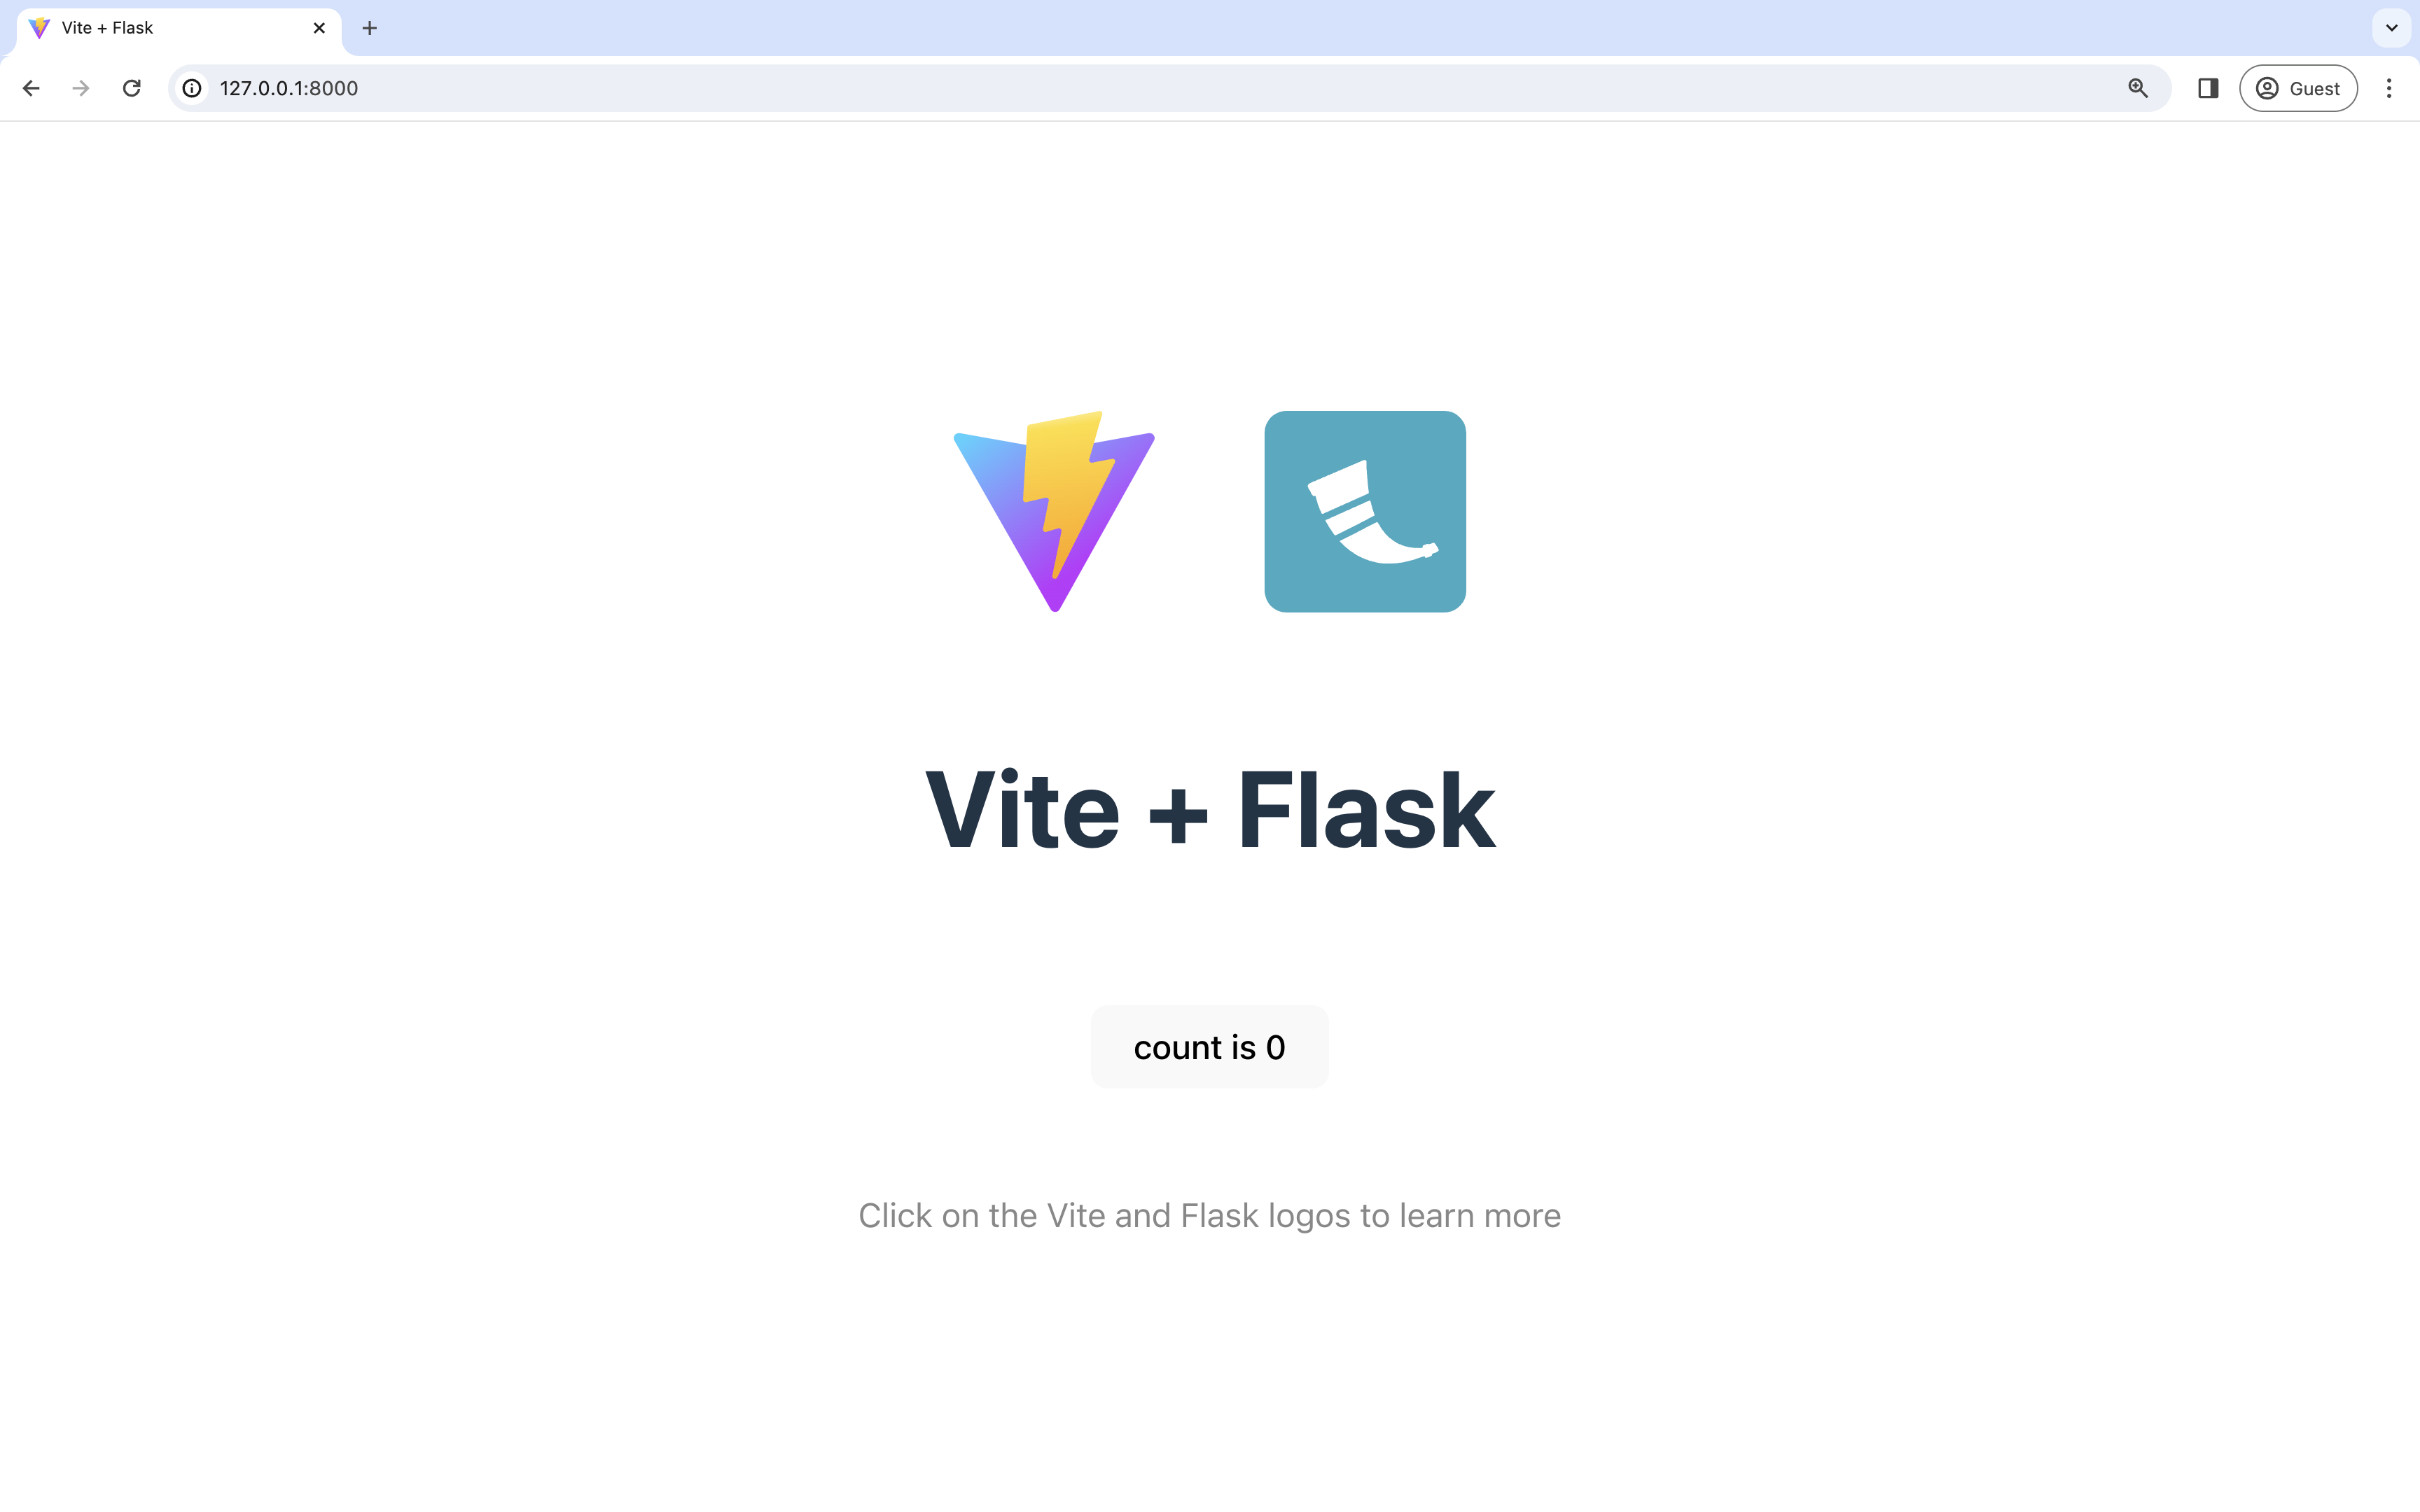 Vite + Flask
127.0.0.1:8000
Guest
Vite + Flask
count is 0
Click on the Vite and Flask logos to learn more